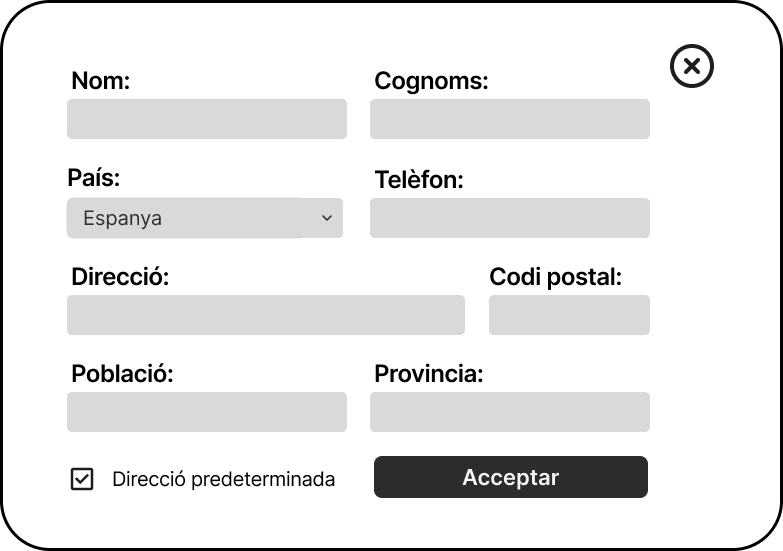 Nom:
Cognoms:
País:
Telèfon:
Espanya
Direcció:
Codi postal:
Població:
Provincia:
Direcció predeterminada
Acceptar